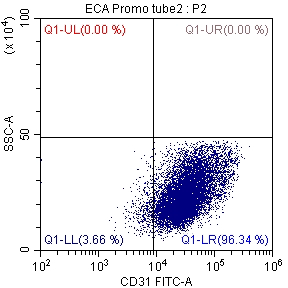 ECA Promo tube2 : P2
(x 10⁴)
100
Q1-UL(0.00 %) Q1-UR(0.00 %)
SSC-A
50
Q1-LL(3.66 %) Q1-LR(96.34 %)
0
10² 10³ 10⁴ 10⁵ 10⁶
CD31 FITC-A